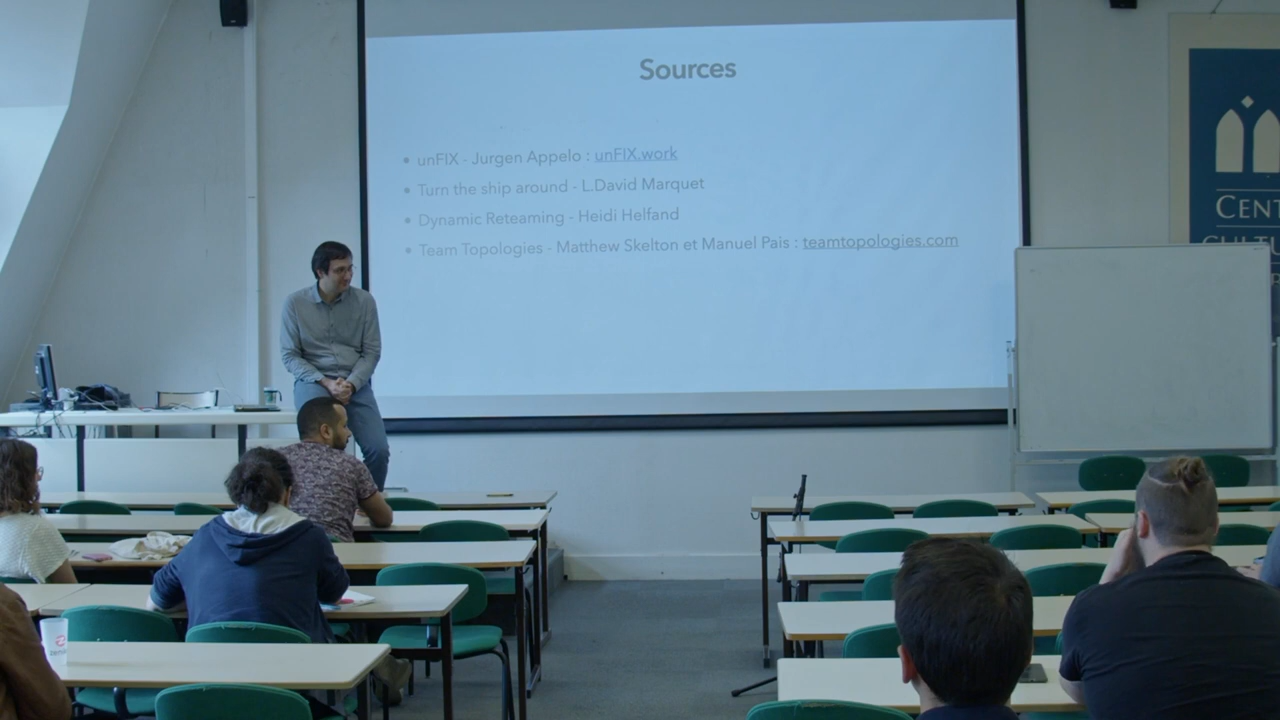 Sources
• unFIX - Jurgen Appelo : unFIX.work
• Turn the ship around - L.David Marquet
• Dynamic Reteaming - Heidi Helfand
• Team Topologies - Matthew Skelton et Manuel Pais : teamtopologies.com
CENT
CULTU